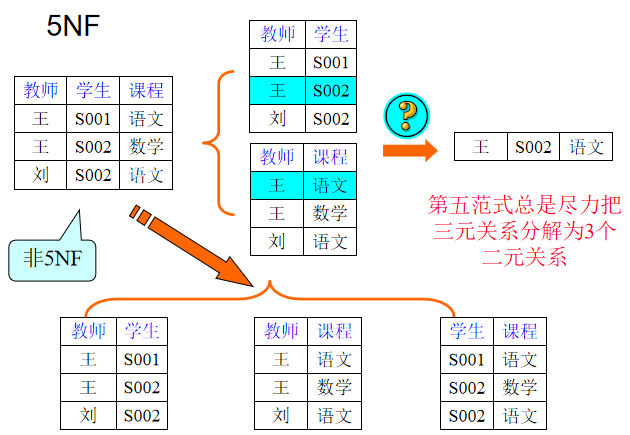 5NF
教师 学生 课程
王 S001 语文
王 S002 数学
刘 S002 语文
非5NF
教师 学生
王 S001
王 S002
刘 S002
教师 课程
王 语文
王 数学
刘 语文
?
王 S002 语文
第五范式总是尽力把
三元关系分解为3个
二元关系
教师 学生
王 S001
王 S002
刘 S002
教师 课程
王 语文
王 数学
刘 语文
学生 课程
S001 语文
S002 数学
S002 语文